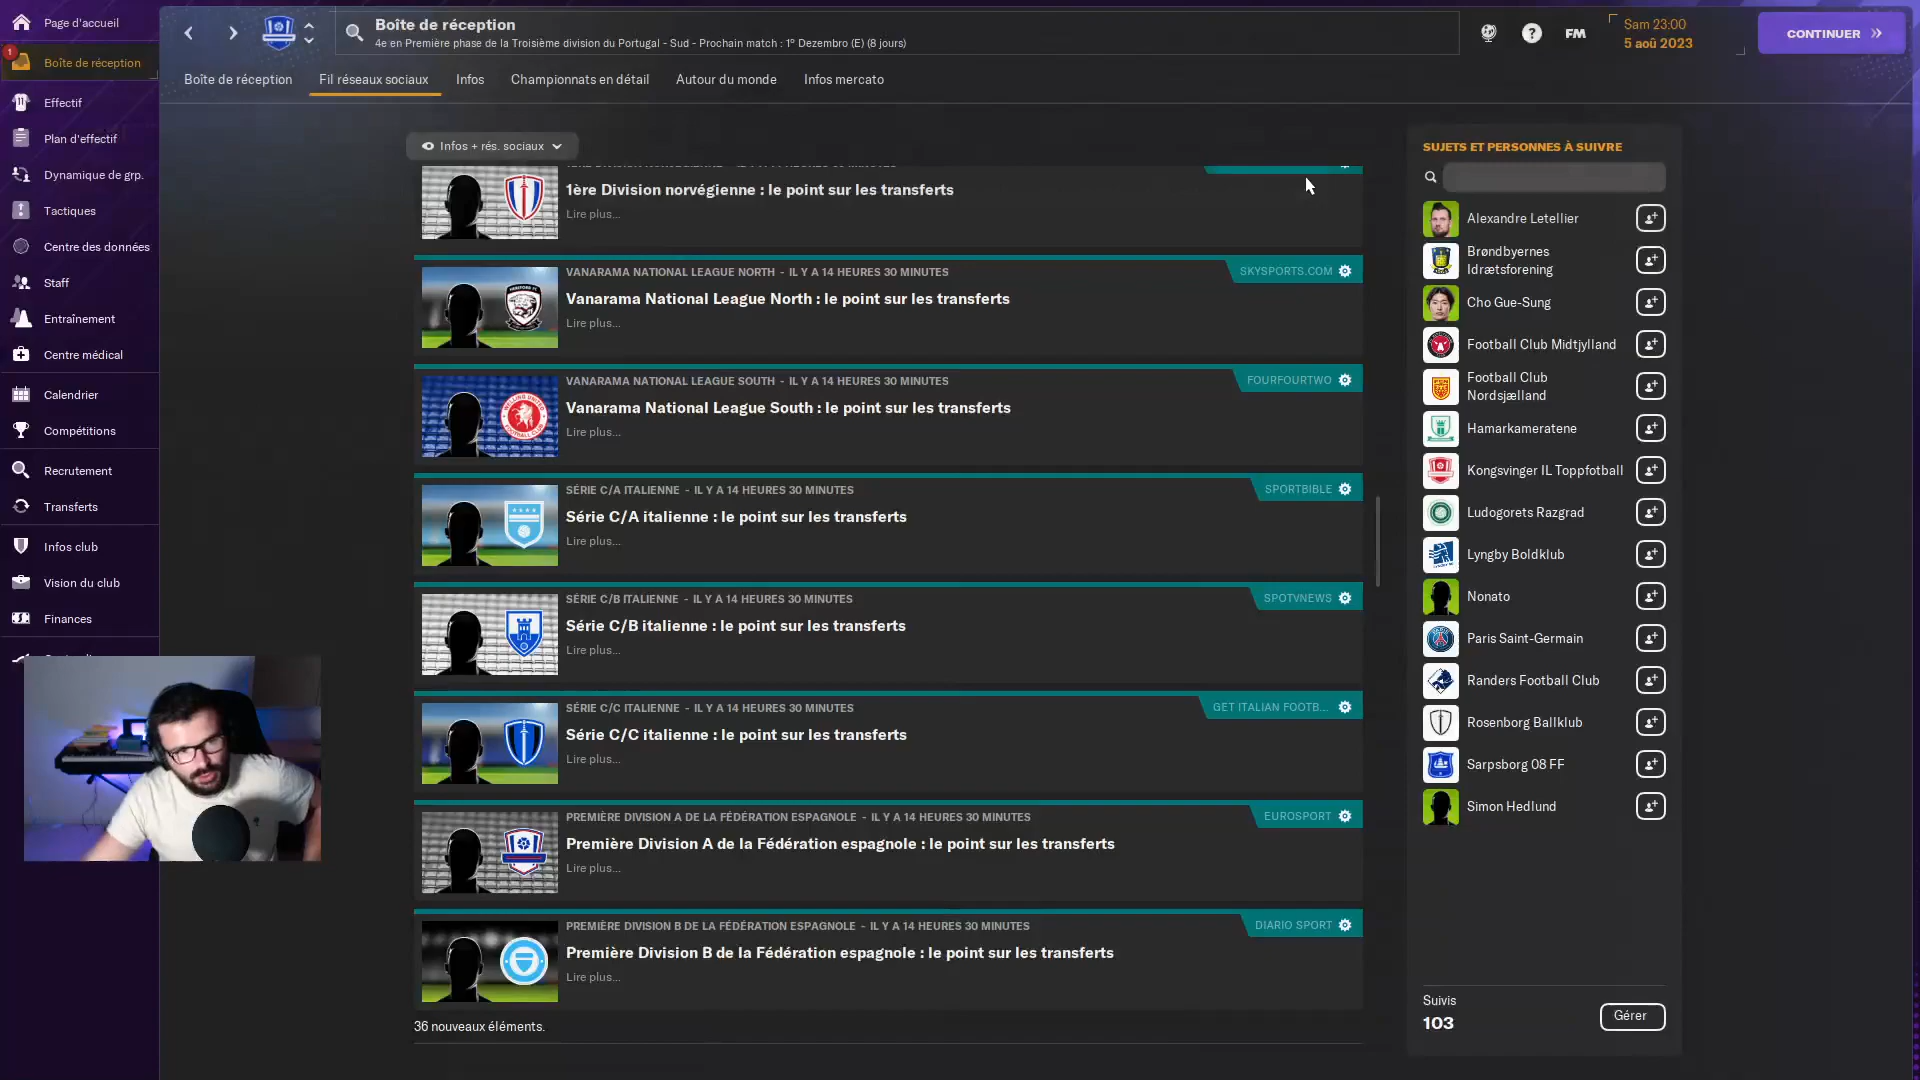 Page d'accueil
1
Boîte de réception
Effectif
Plan d'effectif
Dynamique de grp.
Tactiques
Centre des données
Staff
Entraînement
Centre médical
Calendrier
Compétitions
Recrutement
Transferts
Infos club
Vision du club
Finances
Boîte de réception
4e en Première phase de la Troisième division du Portugal - Sud - Prochain match : 1º Dezembro (E) (8 jours)
?
FM
Sam 23:00
5 aoû 2023
CONTINUER
Boîte de réception
Fil réseaux sociaux
Infos
Championnats en détail
Autour du monde
Infos mercato
Infos + rés. sociaux
1ère Division norvégienne : le point sur les transferts
Lire plus...
VANARAMA NATIONAL LEAGUE NORTH - IL Y A 14 HEURES 30 MINUTES
SKYSPORTS.COM
Vanarama National League North : le point sur les transferts
Lire plus...
VANARAMA NATIONAL LEAGUE SOUTH - IL Y A 14 HEURES 30 MINUTES
FOURFOURTWO
Vanarama National League South : le point sur les transferts
Lire plus...
SÉRIE C/A ITALIENNE - IL Y A 14 HEURES 30 MINUTES
SPORTBIBLE
Série C/A italienne : le point sur les transferts
Lire plus...
SÉRIE C/B ITALIENNE - IL Y A 14 HEURES 30 MINUTES
SPOTVNEWS
Série C/B italienne : le point sur les transferts
Lire plus...
SÉRIE C/C ITALIENNE - IL Y A 14 HEURES 30 MINUTES
GET ITALIAN FOOTB...
Série C/C italienne : le point sur les transferts
Lire plus...
PREMIÈRE DIVISION A DE LA FÉDÉRATION ESPAGNOLE - IL Y A 14 HEURES 30 MINUTES
EUROSPORT
Première Division A de la Fédération espagnole : le point sur les transferts
Lire plus...
PREMIÈRE DIVISION B DE LA FÉDÉRATION ESPAGNOLE - IL Y A 14 HEURES 30 MINUTES
DIARIO SPORT
Première Division B de la Fédération espagnole : le point sur les transferts
Lire plus...
36 nouveaux éléments.
SUJETS ET PERSONNES À SUIVRE
Alexandre Letellier
Brøndbyernes
Idrætsforening
Cho Gue-Sung
Football Club Midtjylland
Football Club
Nordsjælland
Hamarkameratene
Kongsvinger IL Toppfotball
Ludogorets Razgrad
Lyngby Boldklub
Nonato
Paris Saint-Germain
Randers Football Club
Rosenborg Ballklub
Sarpsborg 08 FF
Simon Hedlund
Suivis
103
Gérer